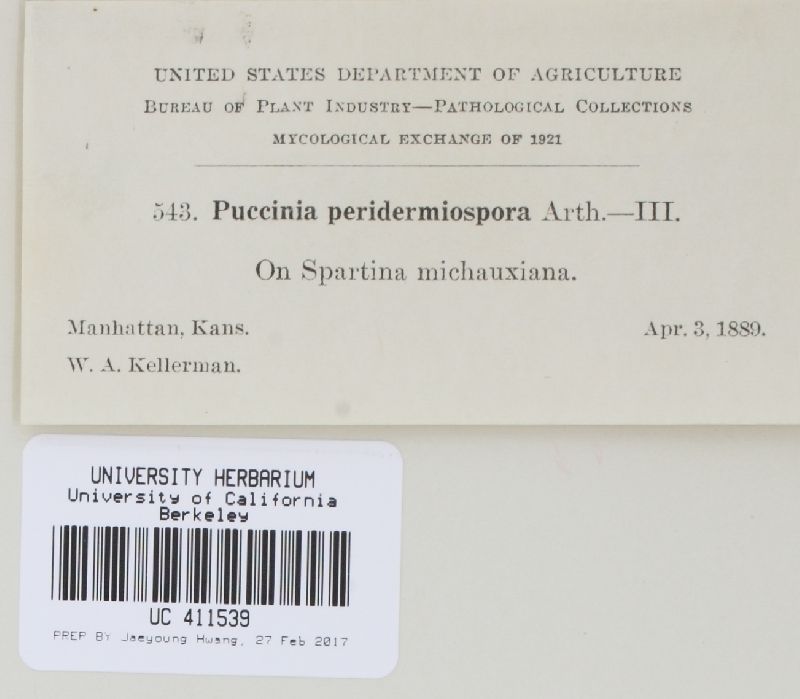 UNITED STATES DEPARTMENT OF AGRICULTURE
BUREAU OF PLANT INDUSTRY—PATHOLOGICAL COLLECTIONS
MYCOLOGICAL EXCHANGE OF 1921
543. Puccinia peridermiospora Arth.—III.
On Spartina michauxiana.
Manhattan, Kans. Apr. 3, 1889.
W. A. Kellerman.
UNIVERSITY HERBARIUM
University of California
Berkeley
UC 411539
PREP BY Jaeyoung Hwang, 27 Feb 2017